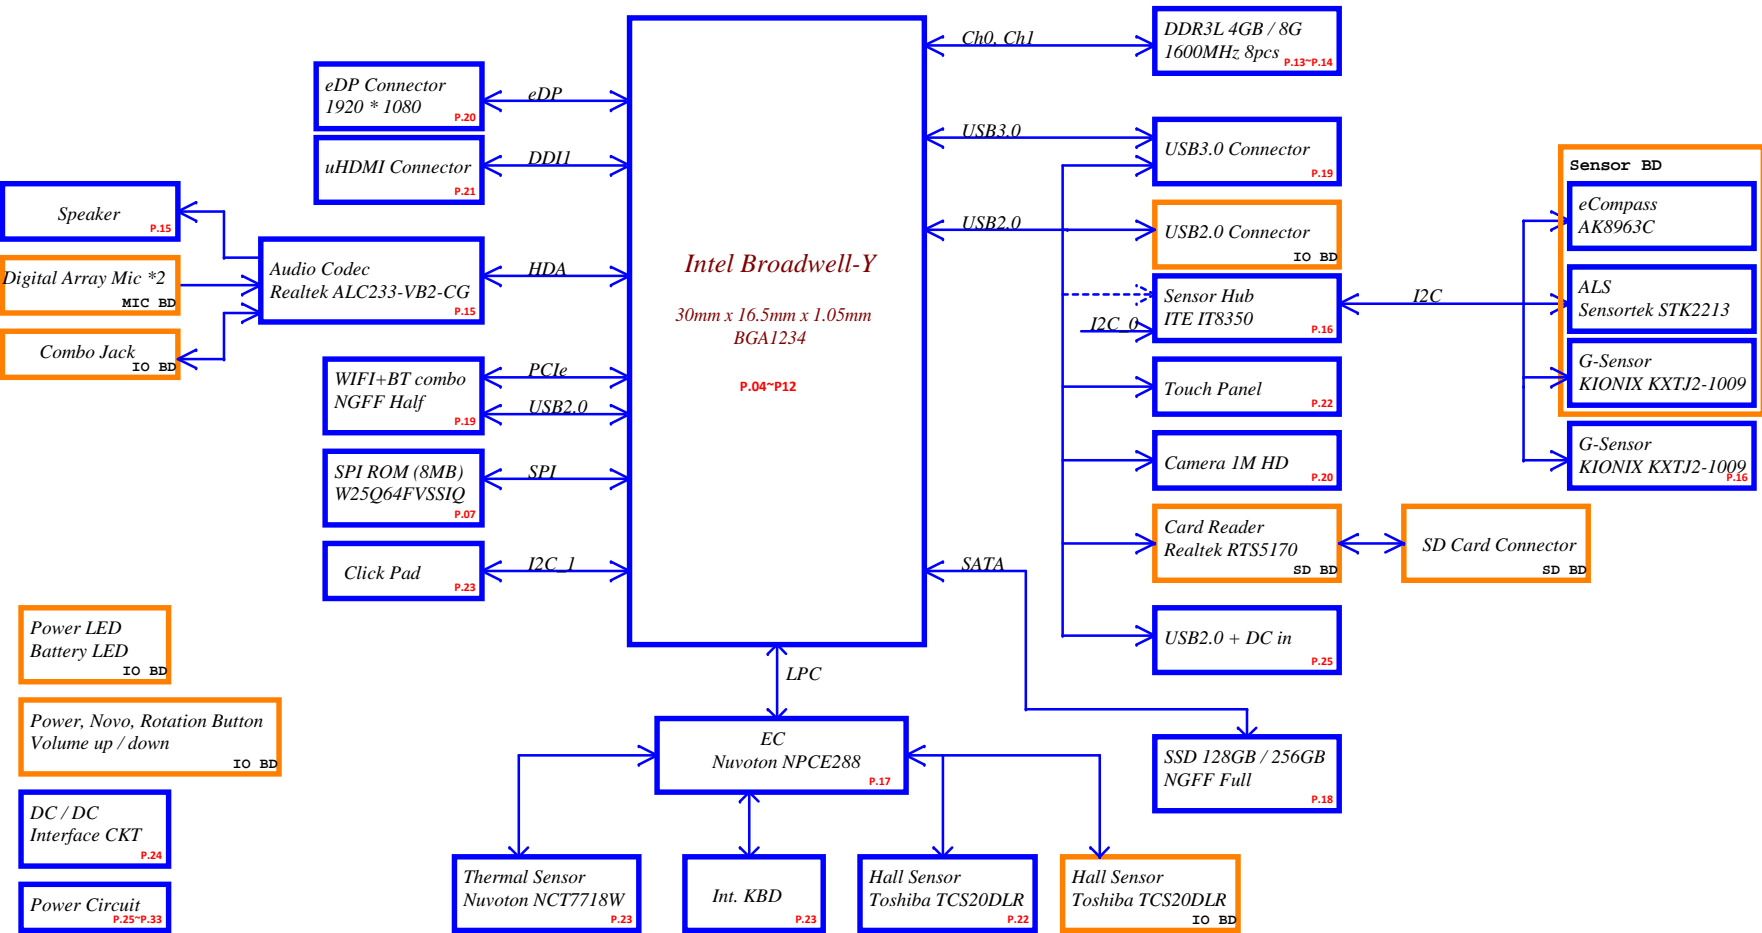 Ch0, Ch1
DDR3L 4GB / 8G
1600MHz 8pcs
P.13~P.14
eDP Connector
1920 * 1080
P.20
eDP
uHDMI Connector
P.21
DDI1
USB3.0
USB3.0 Connector
P.19
Sensor BD
eCompass
AK8963C
Speaker
P.15
USB2.0
USB2.0 Connector
IO BD
Digital Array Mic *2
MIC BD
Audio Codec
Realtek ALC233-VB2-CG
P.15
HDA
Intel Broadwell-Y
30mm x 16.5mm x 1.05mm
BGA1234
P.04~P12
Sensor Hub
ITE IT8350
P.16
I2C_0
I2C
ALS
Sensortek STK2213
Combo Jack
IO BD
WIFI+BT combo
NGFF Half
P.19
PCIe
USB2.0
Touch Panel
P.22
G-Sensor
KIONIX KXTJ2-1009
SPI ROM (8MB)
W25Q64FVSSIQ
P.07
SPI
Camera 1M HD
P.20
G-Sensor
KIONIX KXTJ2-1009
P.16
Click Pad
P.23
I2C_1
SATA
Card Reader
Realtek RTS5170
SD BD
SD Card Connector
SD BD
Power LED
Battery LED
IO BD
USB2.0 + DC in
P.25
LPC
Power, Novo, Rotation Button
Volume up / down
IO BD
EC
Nuvoton NPCE288
P.17
SSD 128GB / 256GB
NGFF Full
P.18
DC / DC
Interface CKT
P.24
Power Circuit
P.25~P.33
Thermal Sensor
Nuvoton NCT7718W
P.23
Int. KBD
P.23
Hall Sensor
Toshiba TCS20DLR
P.22
Hall Sensor
Toshiba TCS20DLR
IO BD